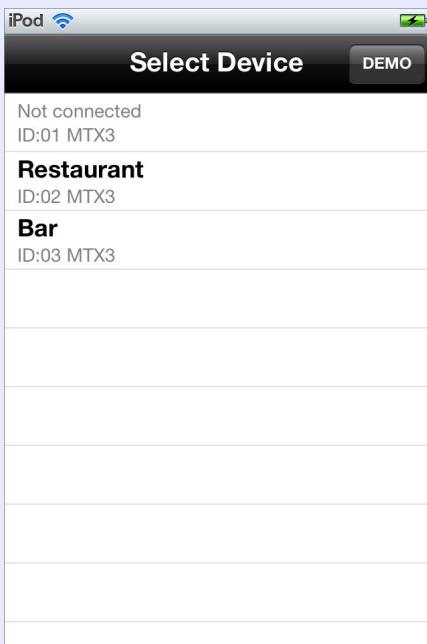 iPod
Select Device
DEMO
Not connected
ID:01 MTX3
Restaurant
ID:02 MTX3
Bar
ID:03 MTX3